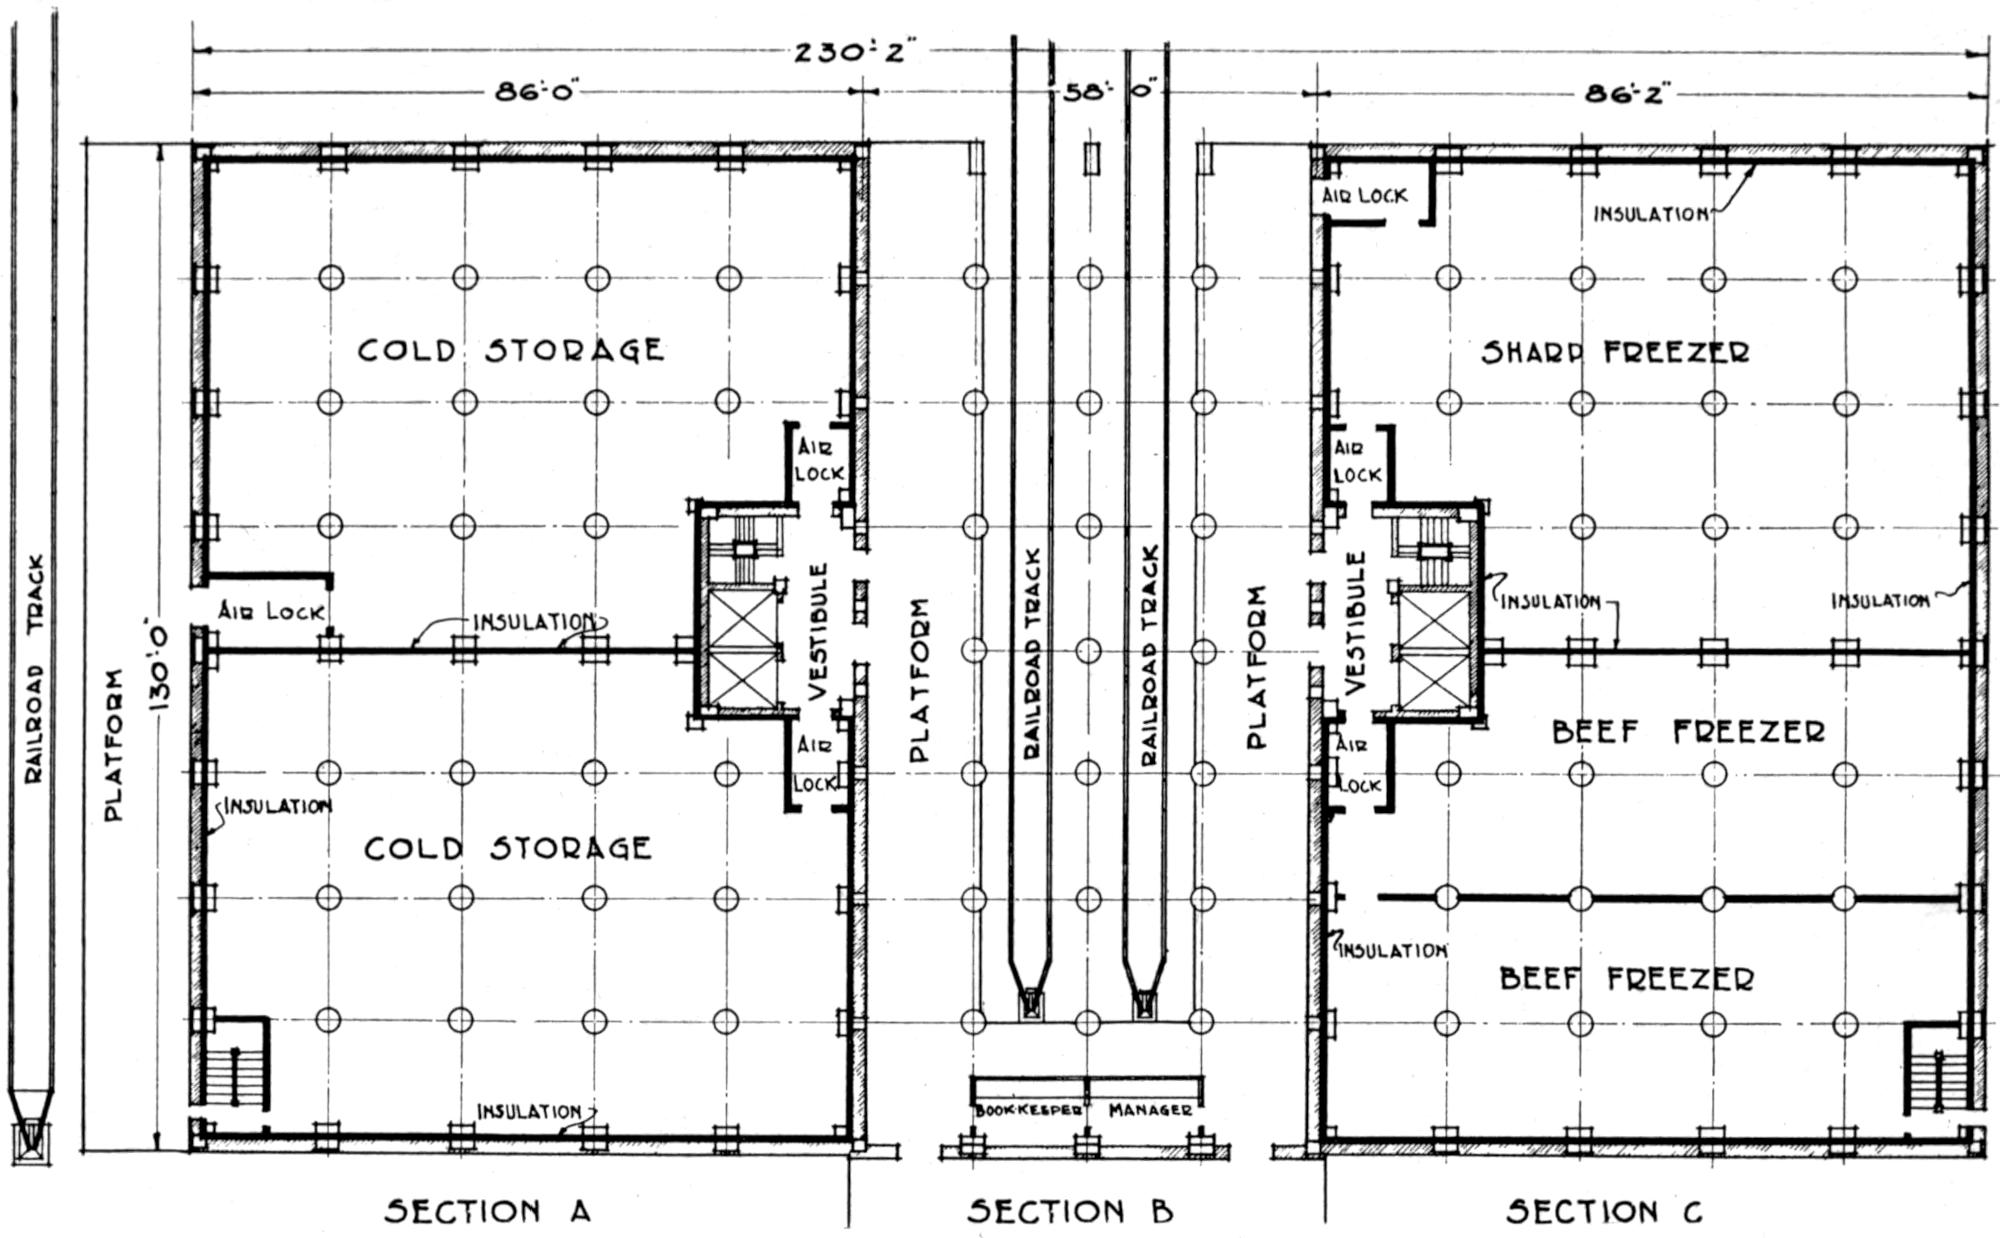 230'-2"
86'-0"
58'-0"
86'-2"
AIR LOCK
INSULATION
COLD STORAGE
SHARP FREEZER
AIR
LOCK
AIR
LOCK
RAILROAD TRACK
PLATFORM
130'-0"
AIR LOCK
INSULATION
VESTIBULE
PLATFORM
RAILROAD TRACK
RAILROAD TRACK
PLATFORM
VESTIBULE
INSULATION
INSULATION
BEEF FREEZER
AIR
LOCK
AIR
LOCK
INSULATION
COLD STORAGE
INSULATION
BEEF FREEZER
INSULATION
BOOKKEEPER
MANAGER
SECTION A
SECTION B
SECTION C